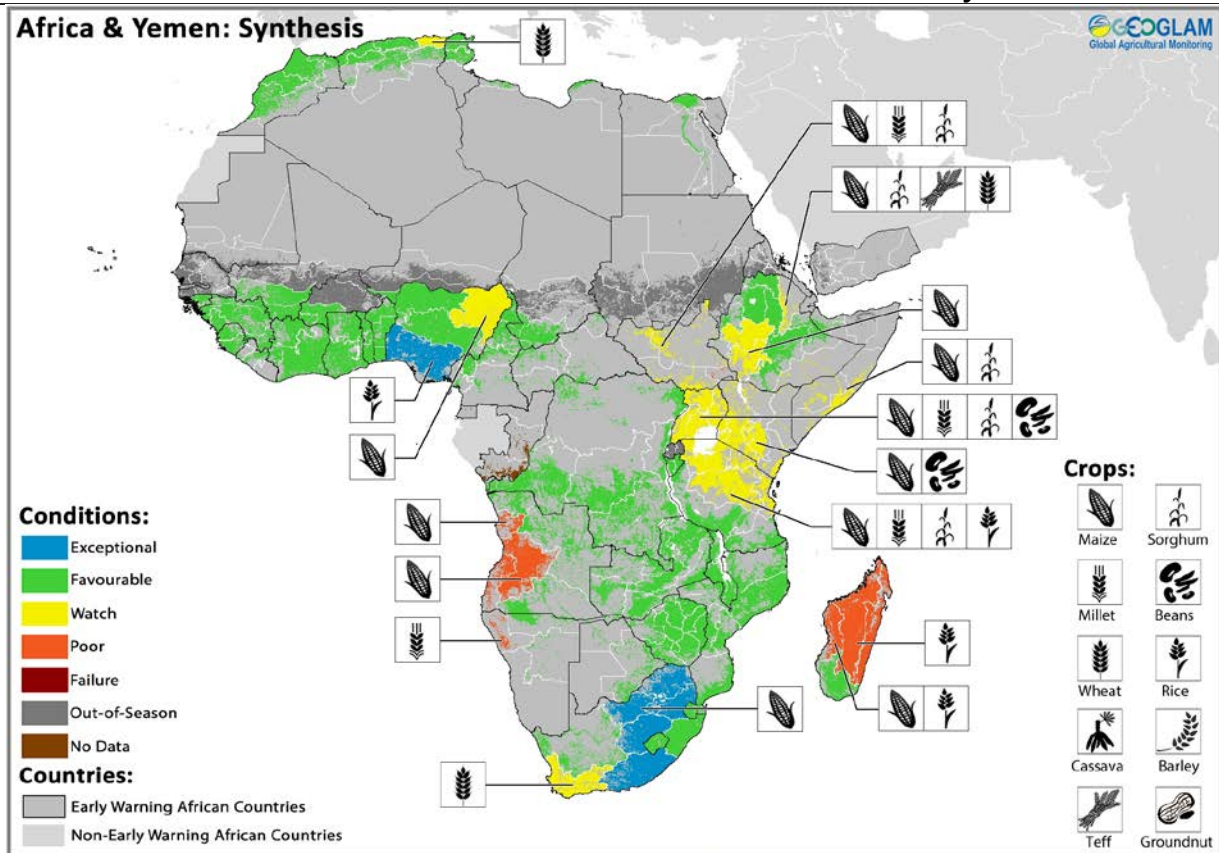 Africa & Yemen: Synthesis
GEOGLAM
Global Agricultural Monitoring
Conditions:
Exceptional
Favourable
Watch
Poor
Failure
Out-of-Season
No Data
Countries:
Early Warning African Countries
Non-Early Warning African Countries
Crops:
Maize
Sorghum
Millet
Beans
Wheat
Rice
Cassava
Barley
Teff
Groundnut